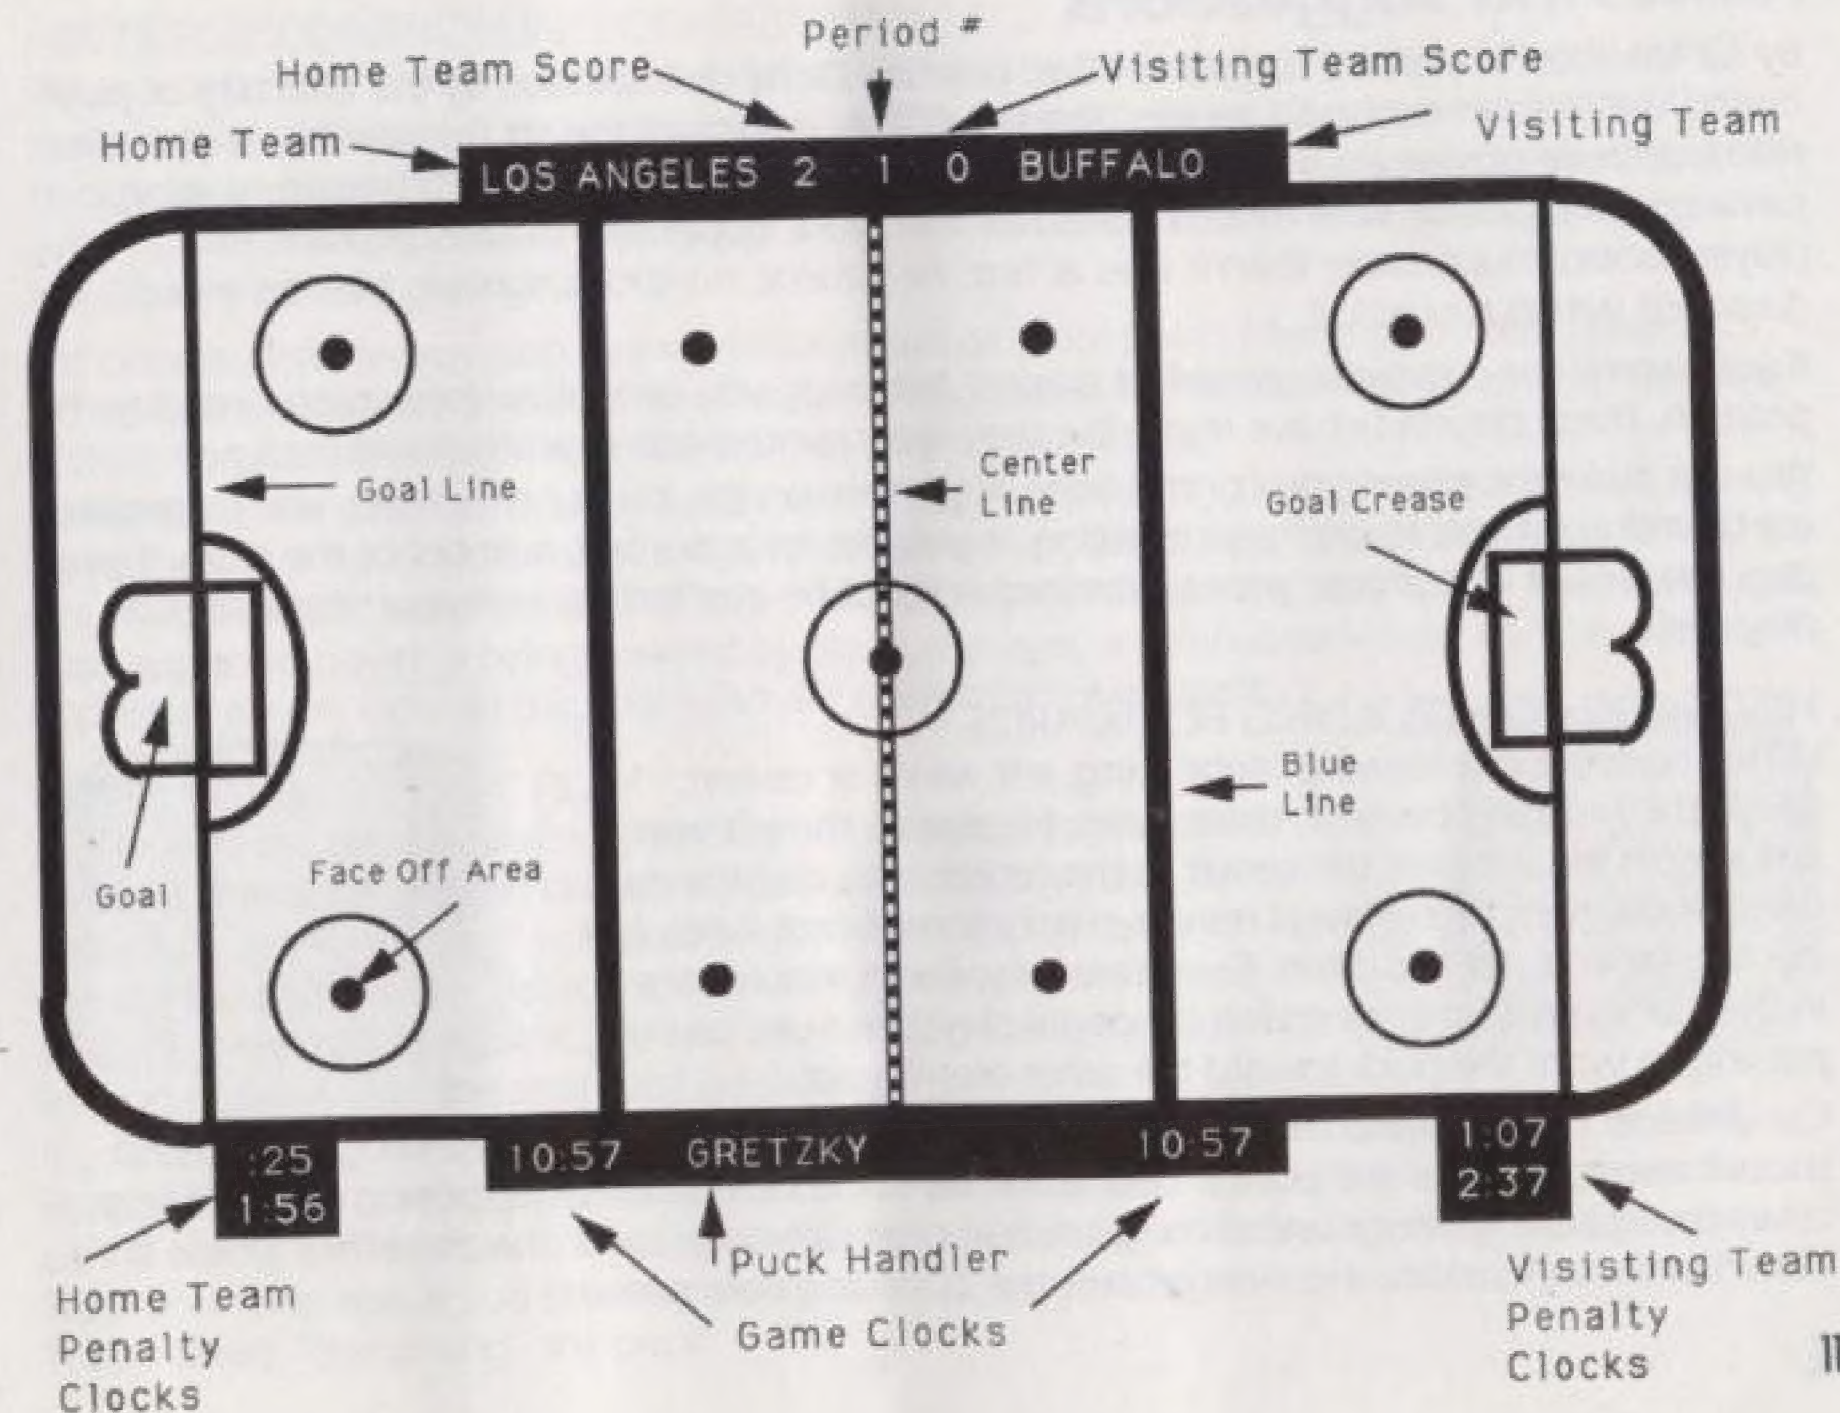 Period #
Home Team Score
Visiting Team Score
Home Team
Visiting Team
LOS ANGELES 2 1 0 BUFFALO
Goal Line
Center
Line
Goal Crease
Blue
Line
Face Off Area
Goal
:25
1:56
10:57 GRETZKY 10:57
1:07
2:37
Puck Handler
Game Clocks
Home Team
Penalty
Clocks
Visisting Team
Penalty
Clocks